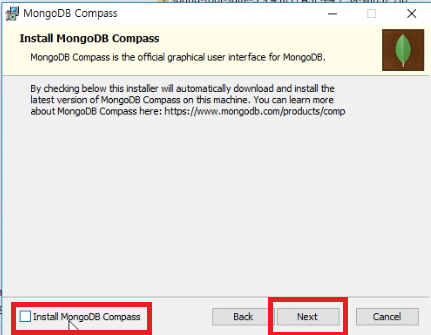 MongoDB Compass
Install MongoDB Compass
MongoDB Compass is the official graphical user interface for MongoDB.
By checking below this installer will automatically download and install the
latest version of MongoDB Compass on this machine. You can learn more
about MongoDB Compass here: https://www.mongodb.com/products/comp
Install MongoDB Compass
Back
Next
Cancel